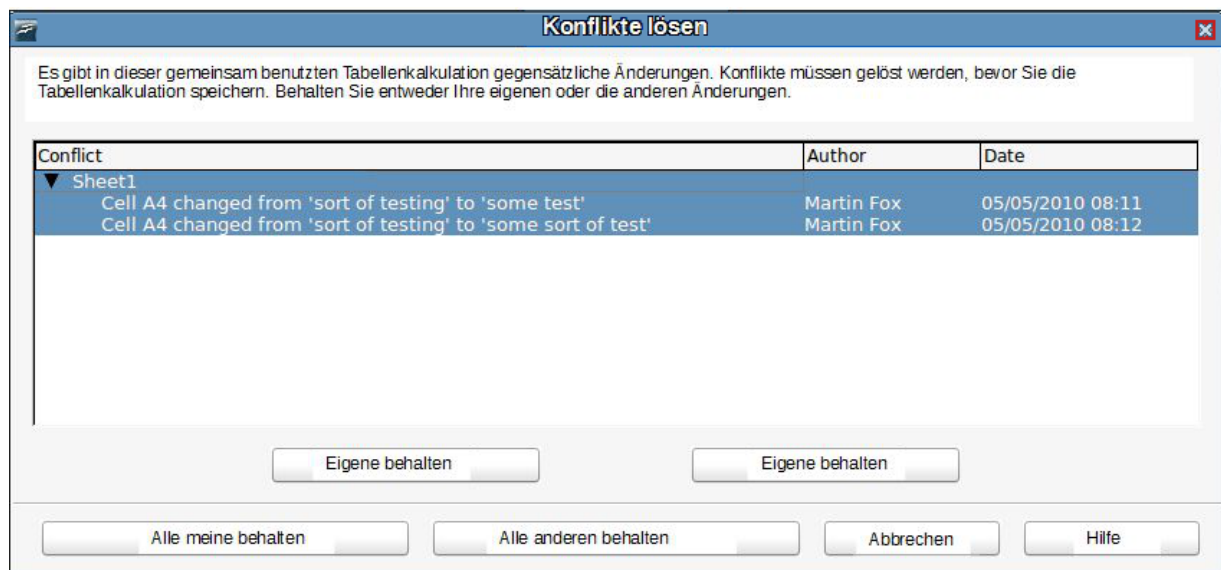 Konflikte lösen
Es gibt in dieser gemeinsam benutzten Tabellenkalkulation gegensätzliche Änderungen. Konflikte müssen gelöst werden, bevor Sie die
Tabellenkalkulation speichern. Behalten Sie entweder Ihre eigenen oder die anderen Änderungen.
Conflict Author Date
Sheet1
Cell A4 changed from 'sort of testing' to 'some test' Martin Fox 05/05/2010 08:11
Cell A4 changed from 'sort of testing' to 'some sort of test' Martin Fox 05/05/2010 08:12
Eigene behalten Eigene behalten
Alle meine behalten Alle anderen behalten Abbrechen Hilfe